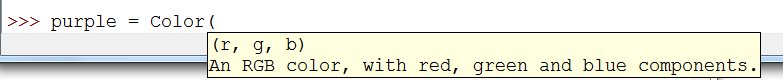 >>> purple = Color(
(r, g, b)
An RGB color, with red, green and blue components.